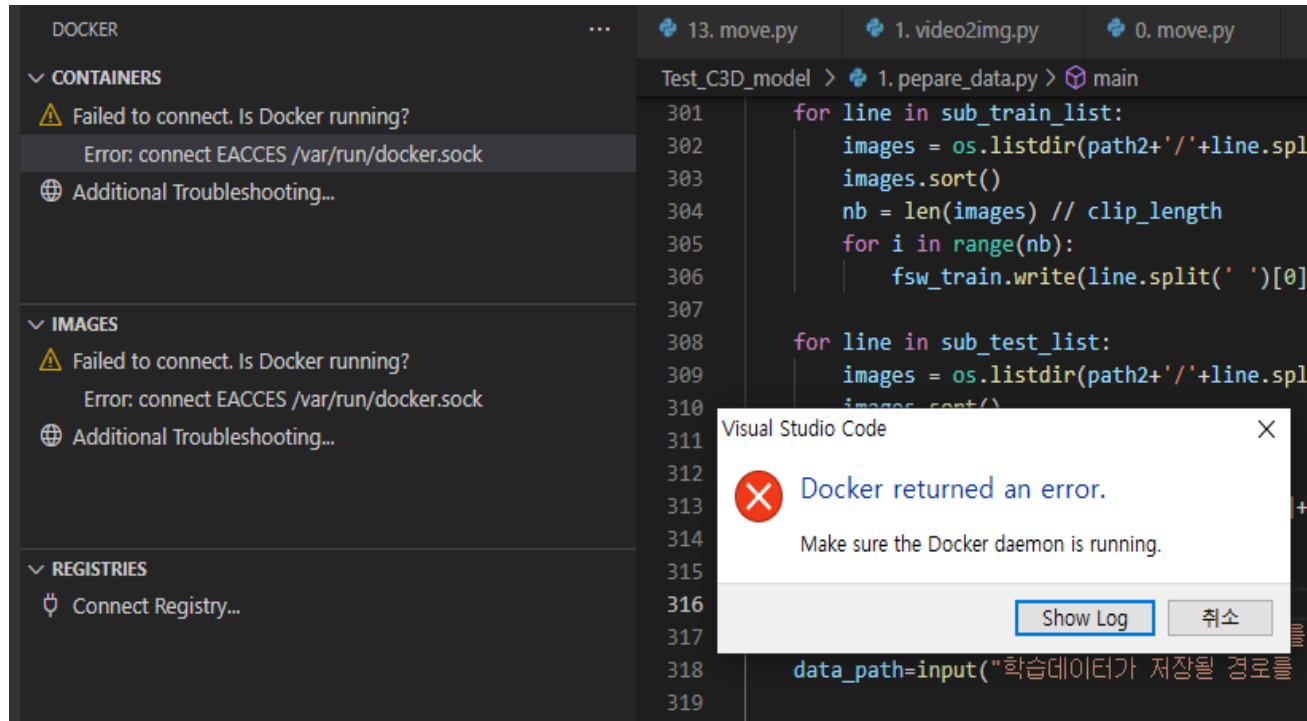 DOCKER
...
CONTAINERS
Failed to connect. Is Docker running?
Error: connect EACCES /var/run/docker.sock
Additional Troubleshooting...
IMAGES
Failed to connect. Is Docker running?
Error: connect EACCES /var/run/docker.sock
Additional Troubleshooting...
REGISTRIES
Connect Registry...
13. move.py 1. video2img.py 0. move.py
Test_C3D_model > 1. pepare_data.py > main
301 for line in sub_train_list:
302 images = os.listdir(path2+'/'+line.spl
303 images.sort()
304 nb = len(images) // clip_length
305 for i in range(nb):
306 fsw_train.write(line.split(' ')[0]
307
308 for line in sub_test_list:
309 images = os.listdir(path2+'/'+line.spl
310 images.sort()
311
312
313 +
314
315
316
317 를
318 data_path=input("학습데이터가 저장될 경로를
319
Visual Studio Code
Docker returned an error.
Make sure the Docker daemon is running.
Show Log 취소